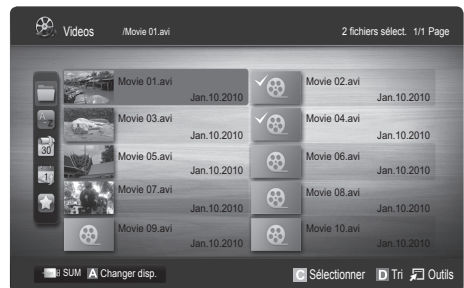 Videos /Movie 01.avi 2 fichiers sélect. 1/1 Page
Movie 01.avi
Jan.10.2010
Movie 02.avi
Jan.10.2010
Movie 03.avi
Jan.10.2010
Movie 04.avi
Jan.10.2010
Movie 05.avi
Jan.10.2010
Movie 06.avi
Jan.10.2010
Movie 07.avi
Jan.10.2010
Movie 08.avi
Jan.10.2010
Movie 09.avi
Jan.10.2010
Movie 10.avi
Jan.10.2010
A
Z
30
1
SUM A Changer disp. C Sélectionner D Tri Outils